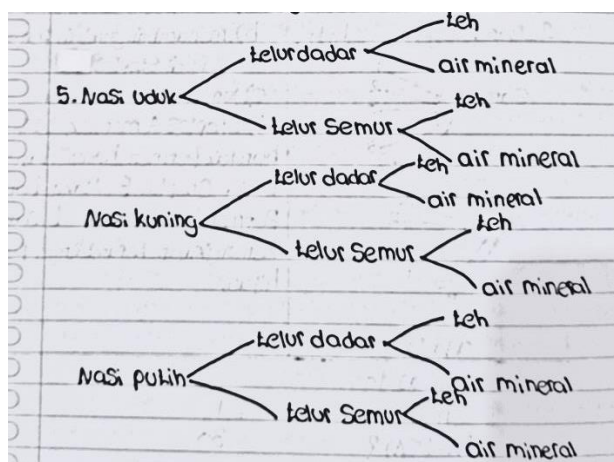 teh
telur dadar
air mineral
5. Nasi uduk
teh
telur Semur
air mineral
telur dadar
teh
air mineral
Nasi kuning
teh
telur Semur
air mineral
teh
telur dadar
air mineral
Nasi putih
teh
telur Semur
air mineral